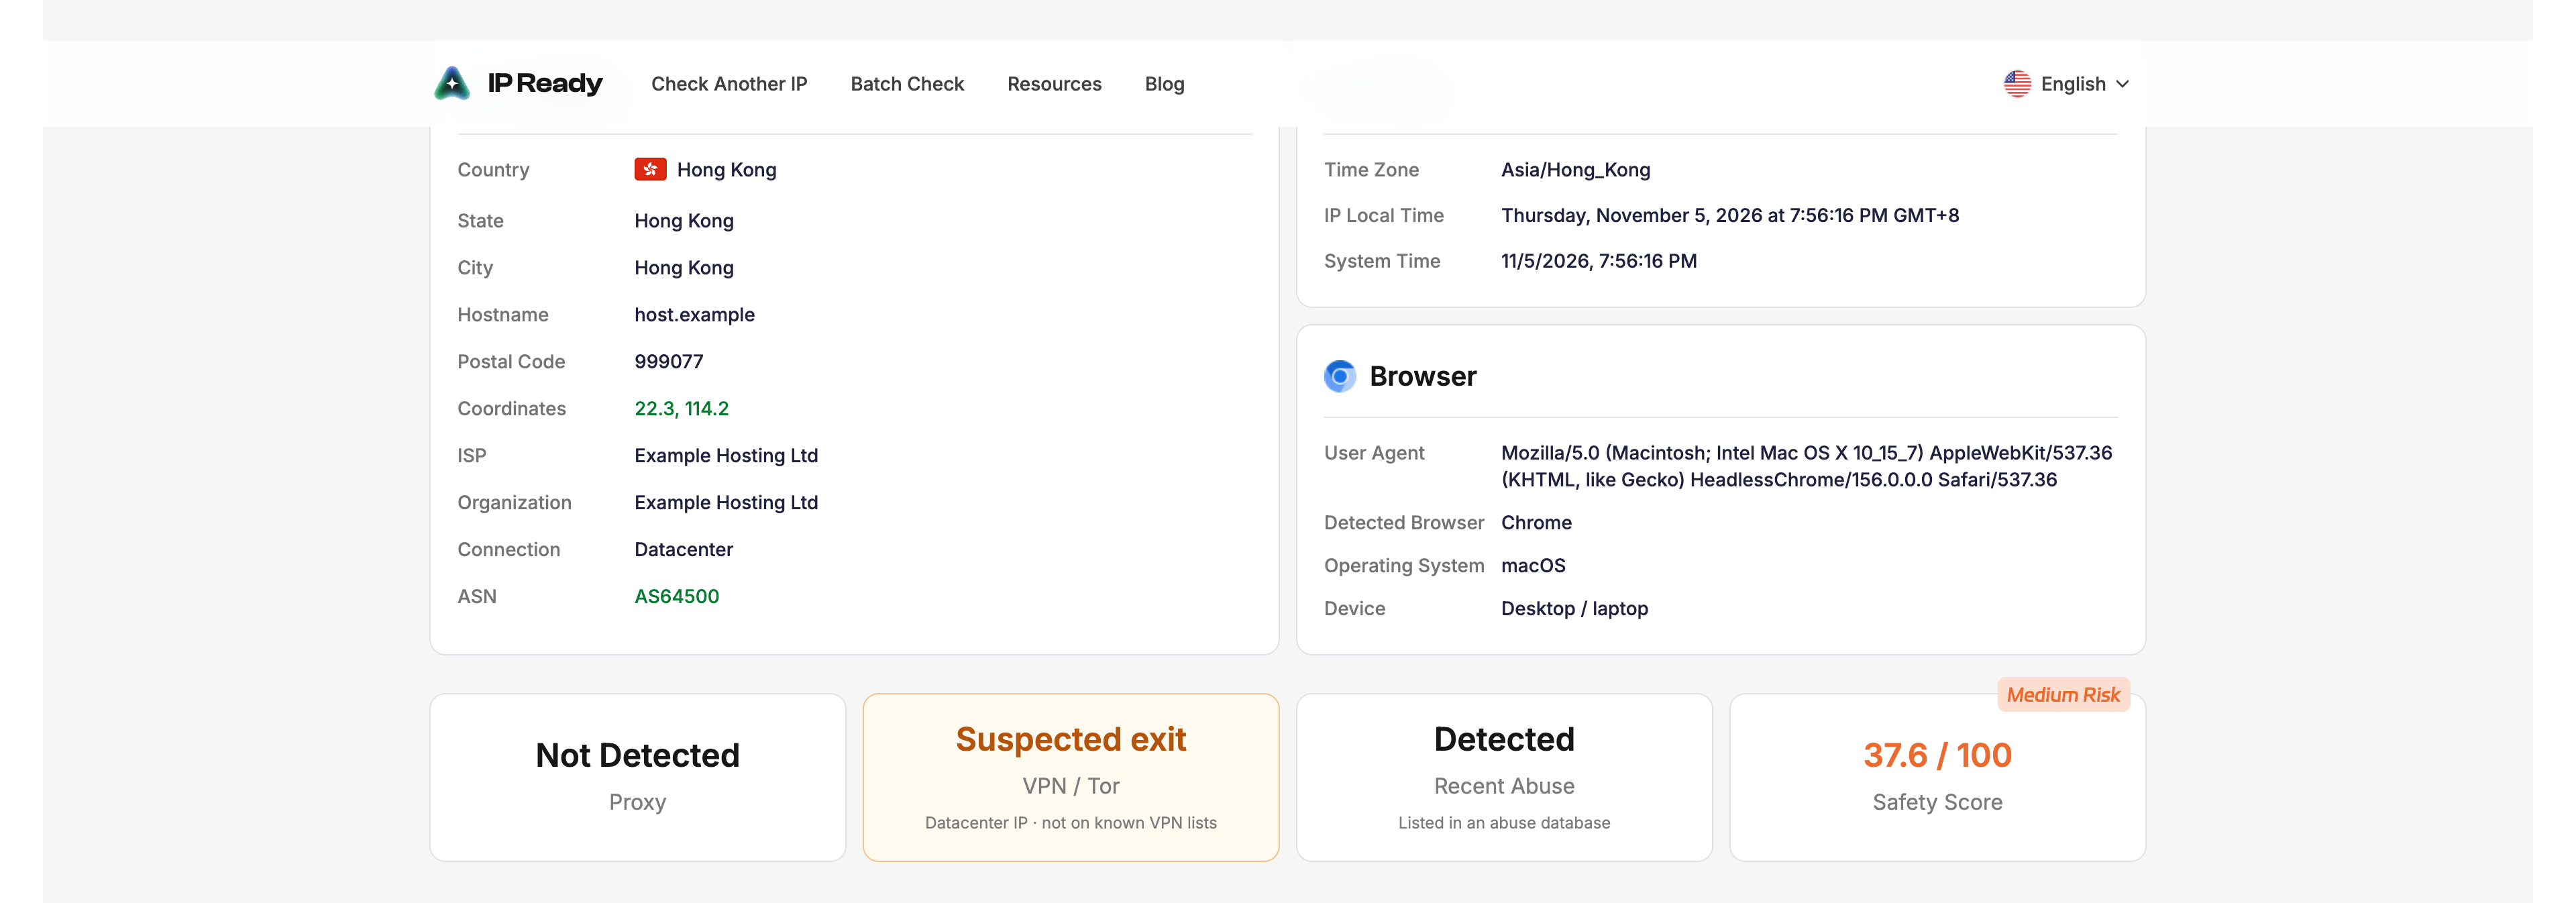 IP Ready
Check Another IP
Batch Check
Resources
Blog
English
Country
Hong Kong
State
Hong Kong
City
Hong Kong
Hostname
host.example
Postal Code
999077
Coordinates
22.3, 114.2
ISP
Example Hosting Ltd
Organization
Example Hosting Ltd
Connection
Datacenter
ASN
AS64500
Time Zone
Asia/Hong_Kong
IP Local Time
Thursday, November 5, 2026 at 7:56:16 PM GMT+8
System Time
11/5/2026, 7:56:16 PM
Browser
User Agent
Mozilla/5.0 (Macintosh; Intel Mac OS X 10_15_7) AppleWebKit/537.36
(KHTML, like Gecko) HeadlessChrome/156.0.0.0 Safari/537.36
Detected Browser
Chrome
Operating System
macOS
Device
Desktop / laptop
Not Detected
Proxy
Suspected exit
VPN / Tor
Datacenter IP · not on known VPN lists
Detected
Recent Abuse
Listed in an abuse database
Medium Risk
37.6 / 100
Safety Score